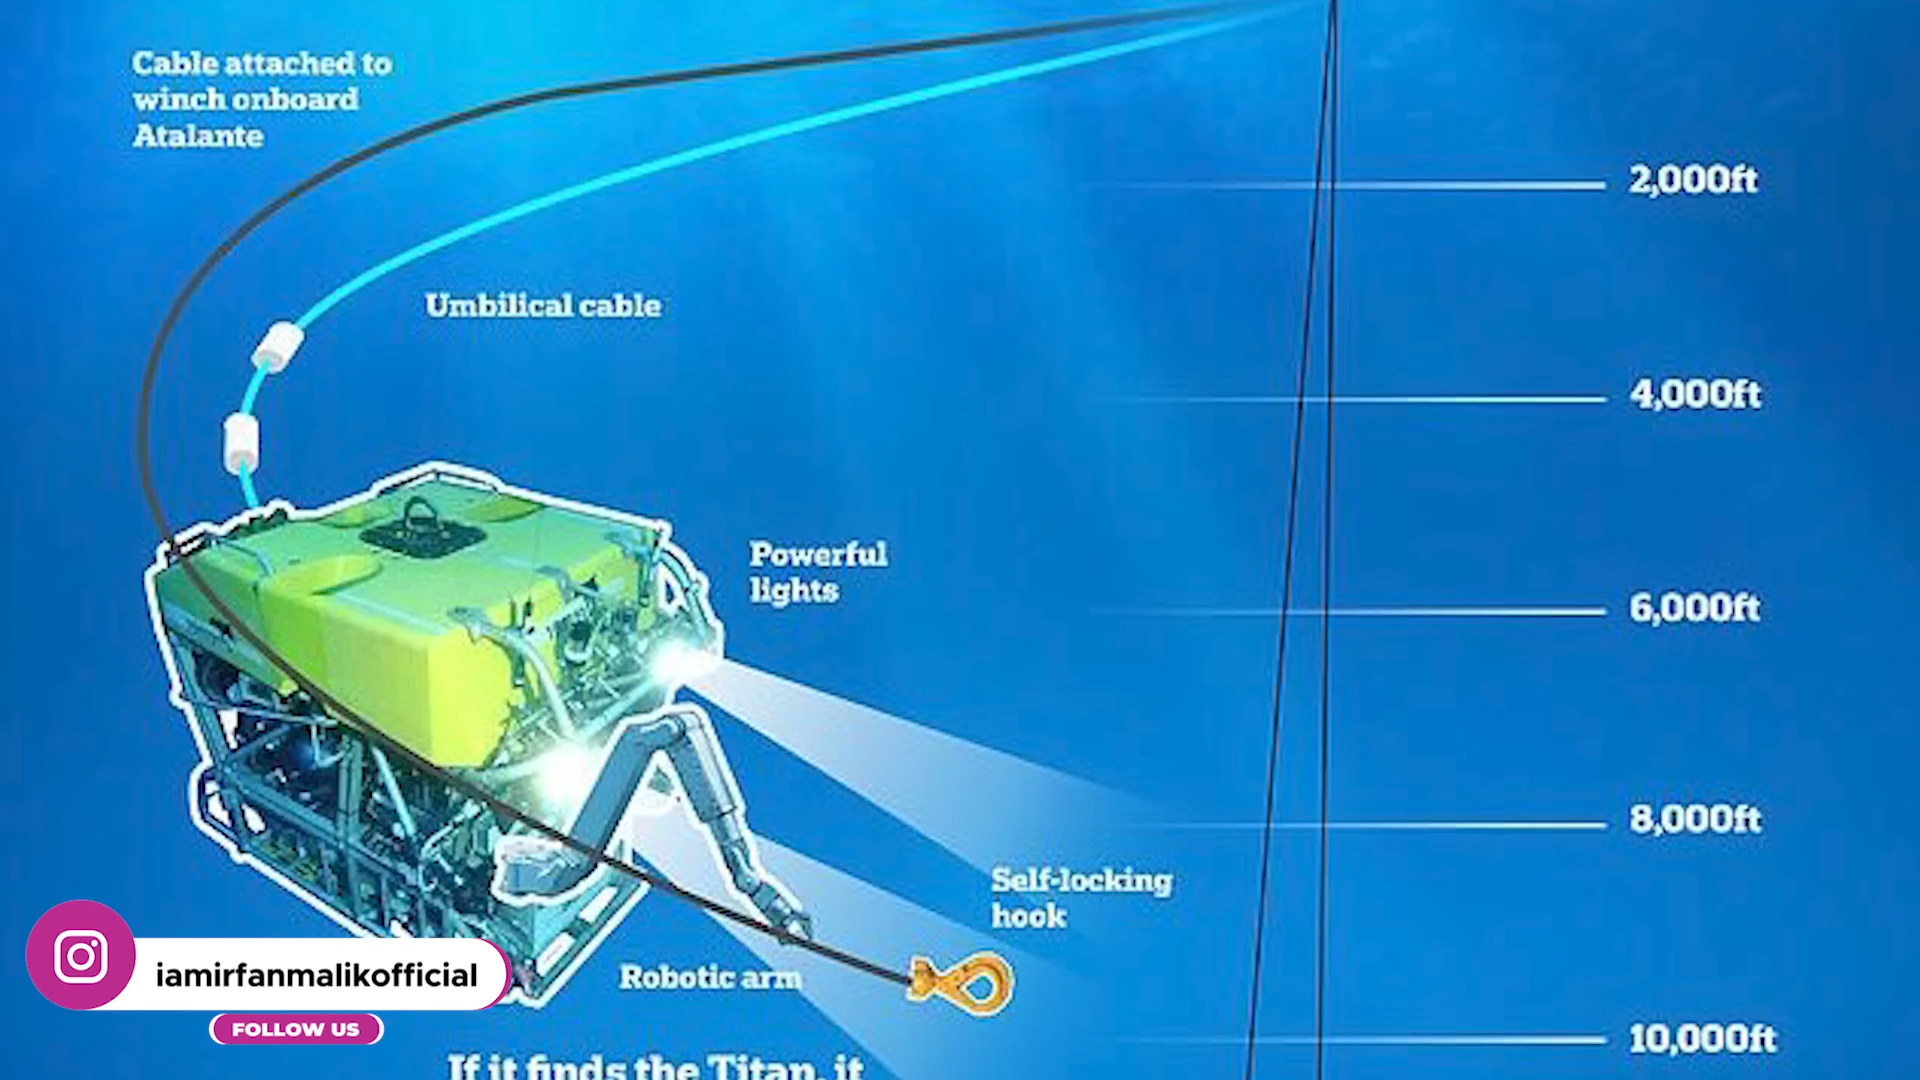 Cable attached to
winch onboard
Atalante
2,000ft
Umbilical cable
4,000ft
Powerful
lights
6,000ft
8,000ft
Self-locking
hook
Robotic arm
iamirfanmalikofficial
FOLLOW US
10,000ft
If it finds the Titan, it